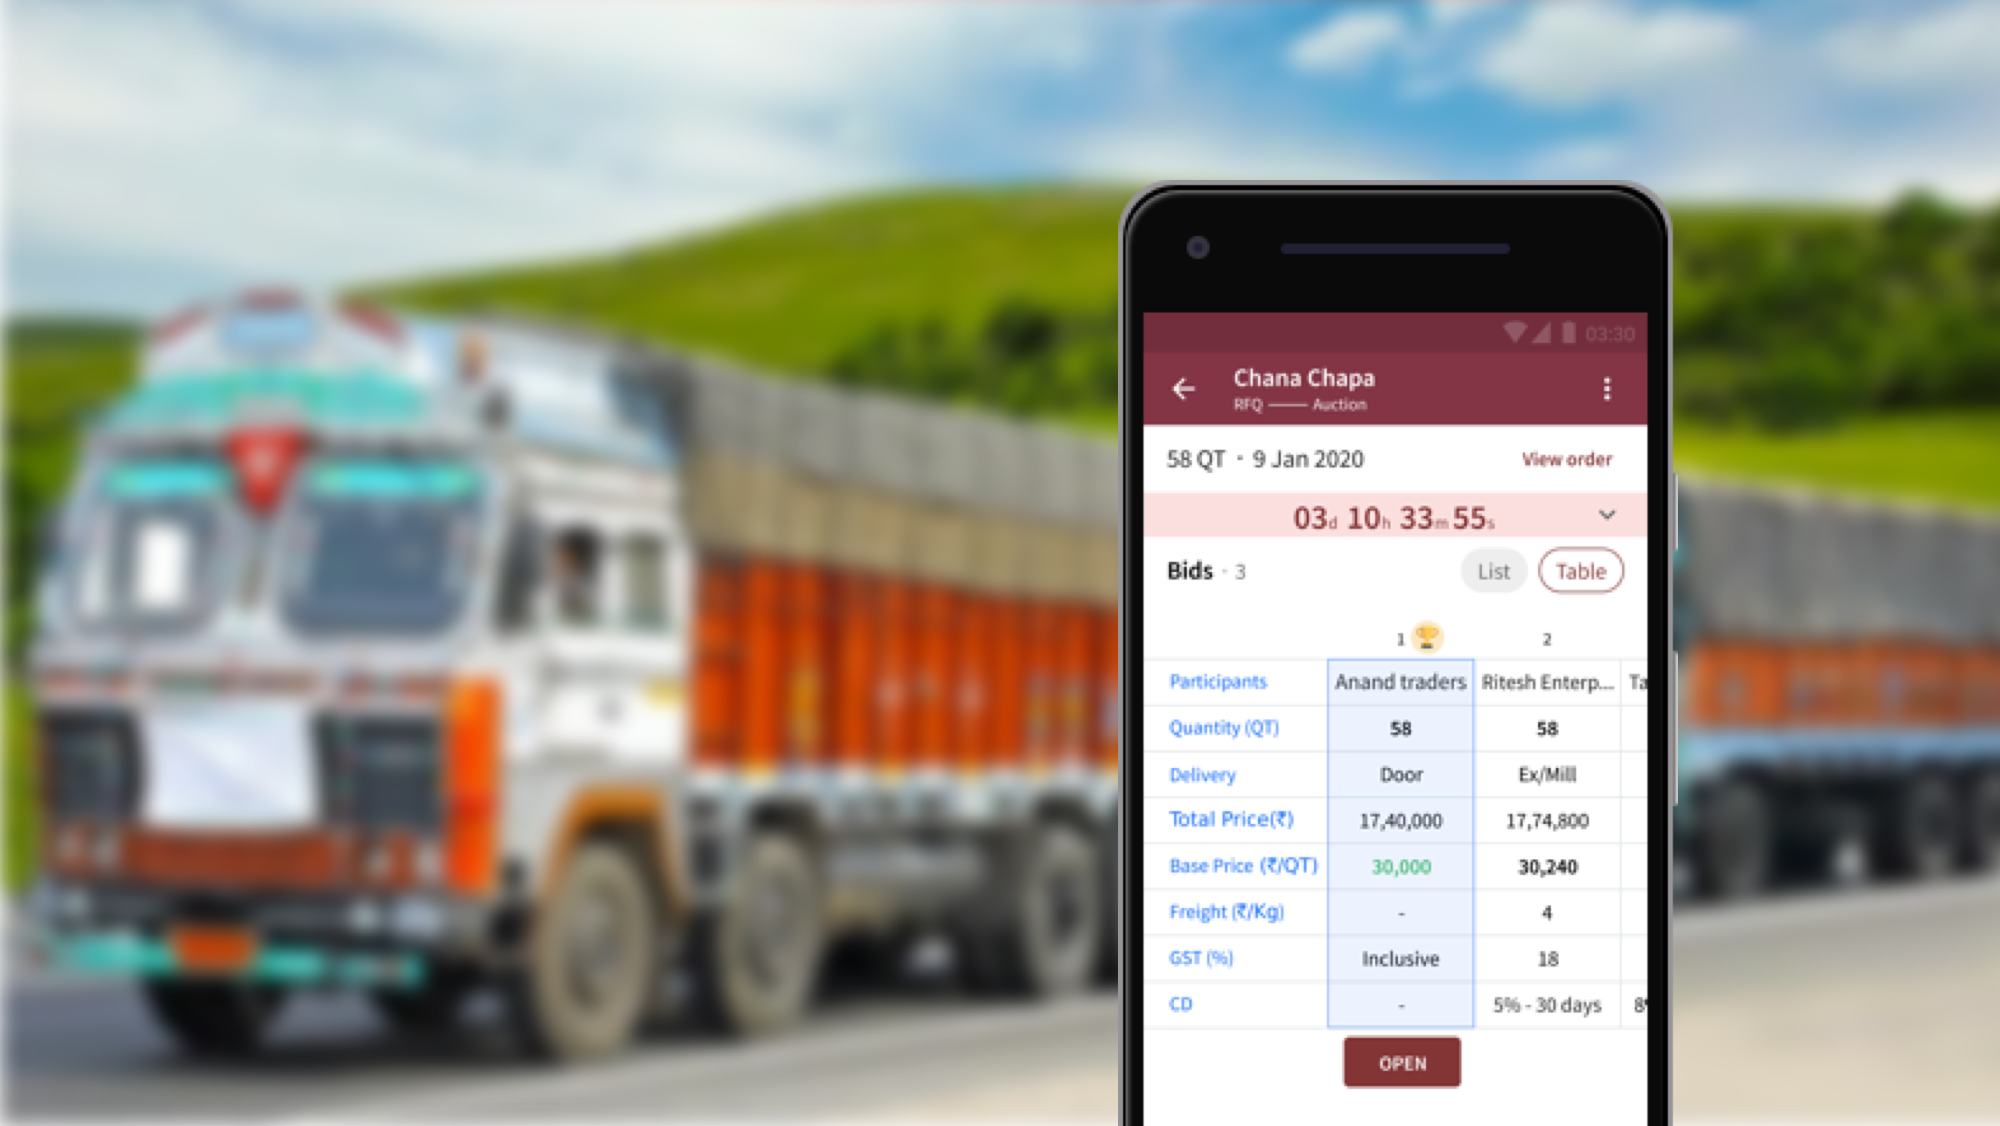 03:30
Chana Chapa
RFQ Auction
58 QT · 9 Jan 2020 View order
03d 10h 33m 55s
Bids · 3 List Table
1 2
Participants Anand traders Ritesh Enterp... Ta
Quantity (QT) 58 58
Delivery Door Ex/Mill
Total Price(₹) 17,40,000 17,74,800
Base Price (₹/QT) 30,000 30,240
Freight (₹/Kg) - 4
GST (%) Inclusive 18
CD - 5% - 30 days 8
OPEN